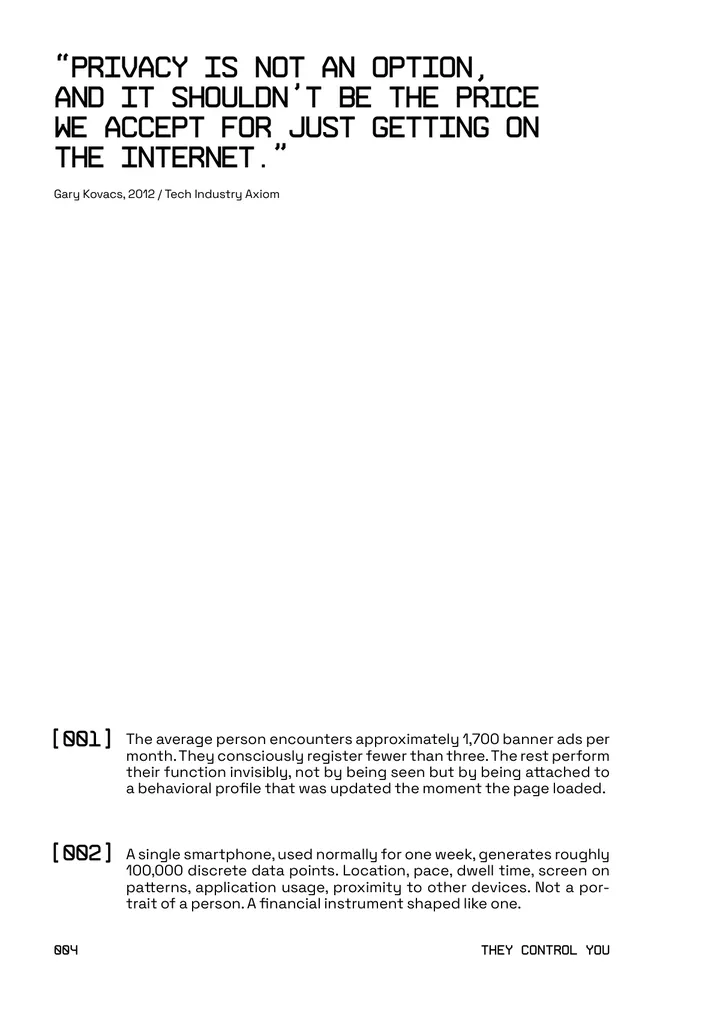 “PRIVACY IS NOT AN OPTION,
AND IT SHOULDN’T BE THE PRICE
WE ACCEPT FOR JUST GETTING ON
THE INTERNET.”
Gary Kovacs, 2012 / Tech Industry Axiom
[001]
The average person encounters approximately 1,700 banner ads per
month. They consciously register fewer than three. The rest perform
their function invisibly, not by being seen but by being attached to
a behavioral profile that was updated the moment the page loaded.
[002]
A single smartphone, used normally for one week, generates roughly
100,000 discrete data points. Location, pace, dwell time, screen on
patterns, application usage, proximity to other devices. Not a por-
trait of a person. A financial instrument shaped like one.
004
THEY CONTROL YOU